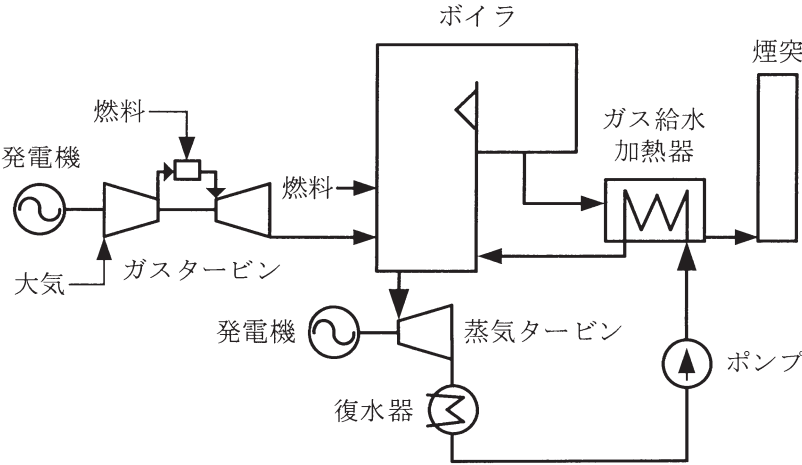 ボイラ
煙突
燃料
ガス給水
加熱器
発電機
燃料
大気
ガスタービン
発電機
蒸気タービン
ポンプ
復水器